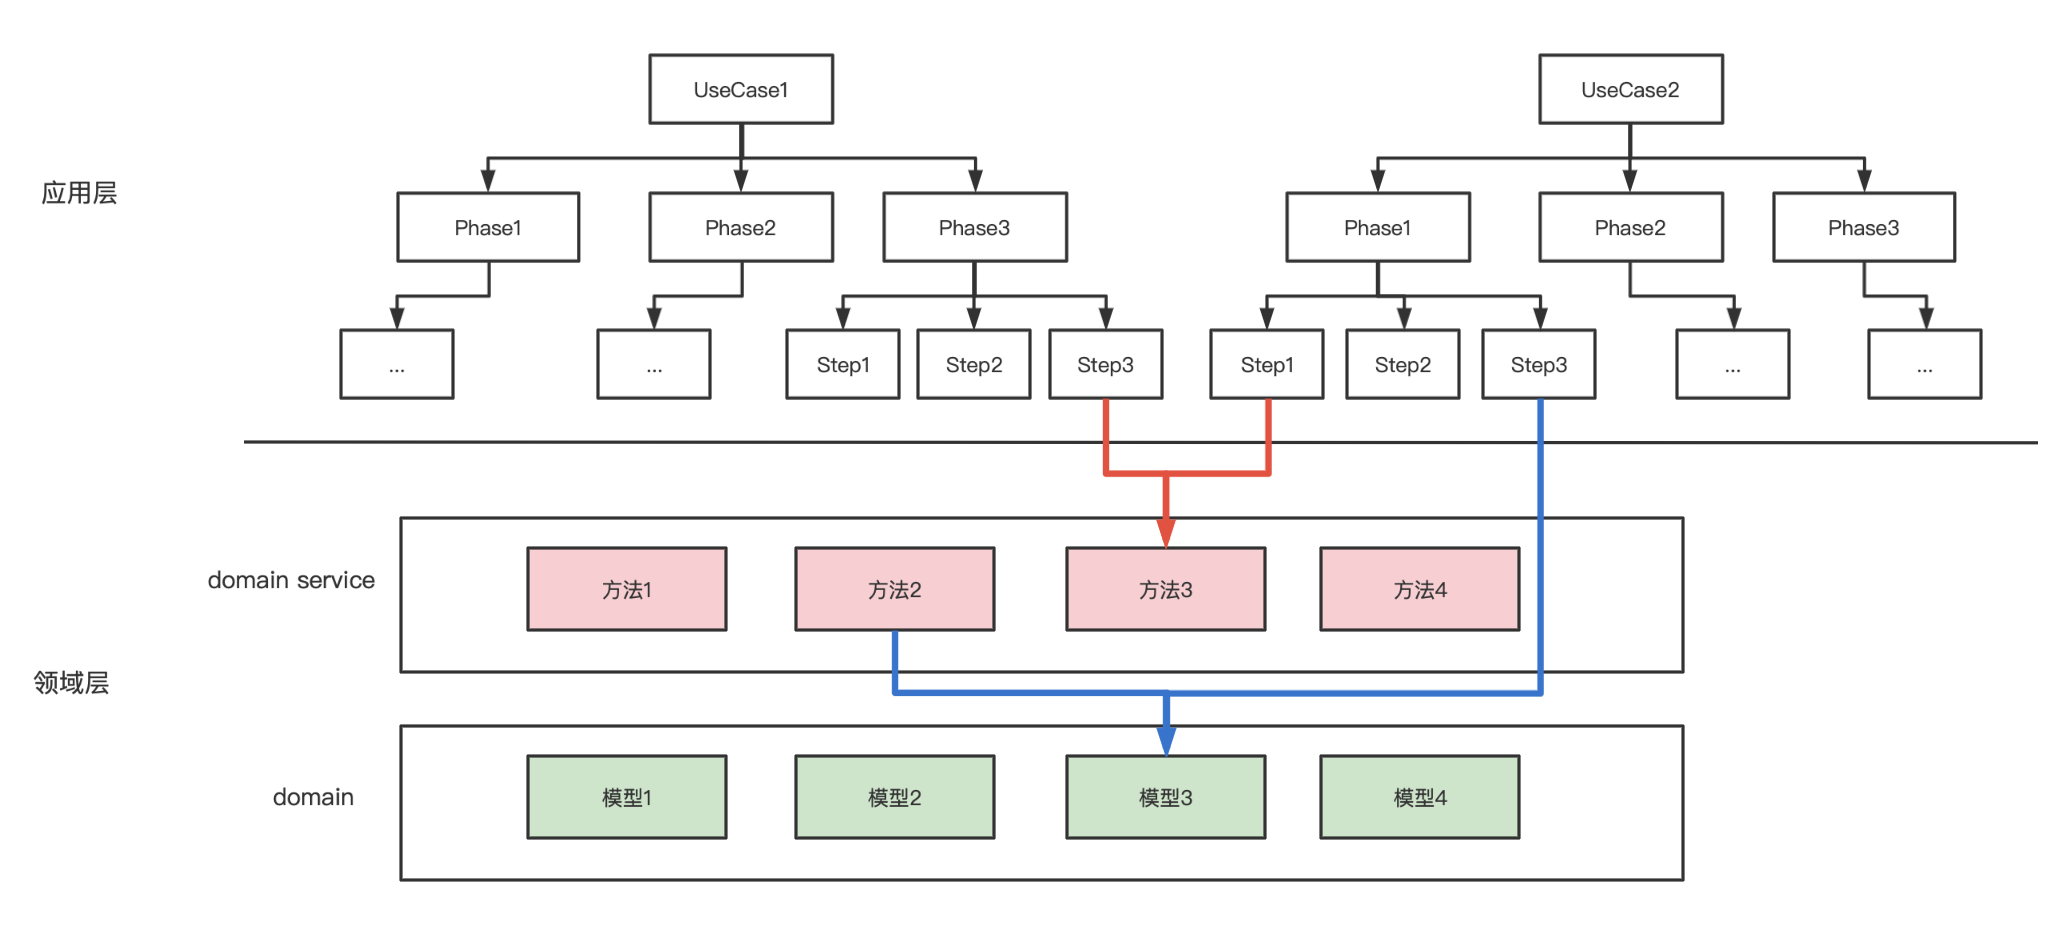 UseCase1
UseCase2
应用层
Phase1
Phase2
Phase3
Phase1
Phase2
Phase3
...
...
Step1
Step2
Step3
Step1
Step2
Step3
...
...
domain service
方法1
方法2
方法3
方法4
领域层
domain
模型1
模型2
模型3
模型4